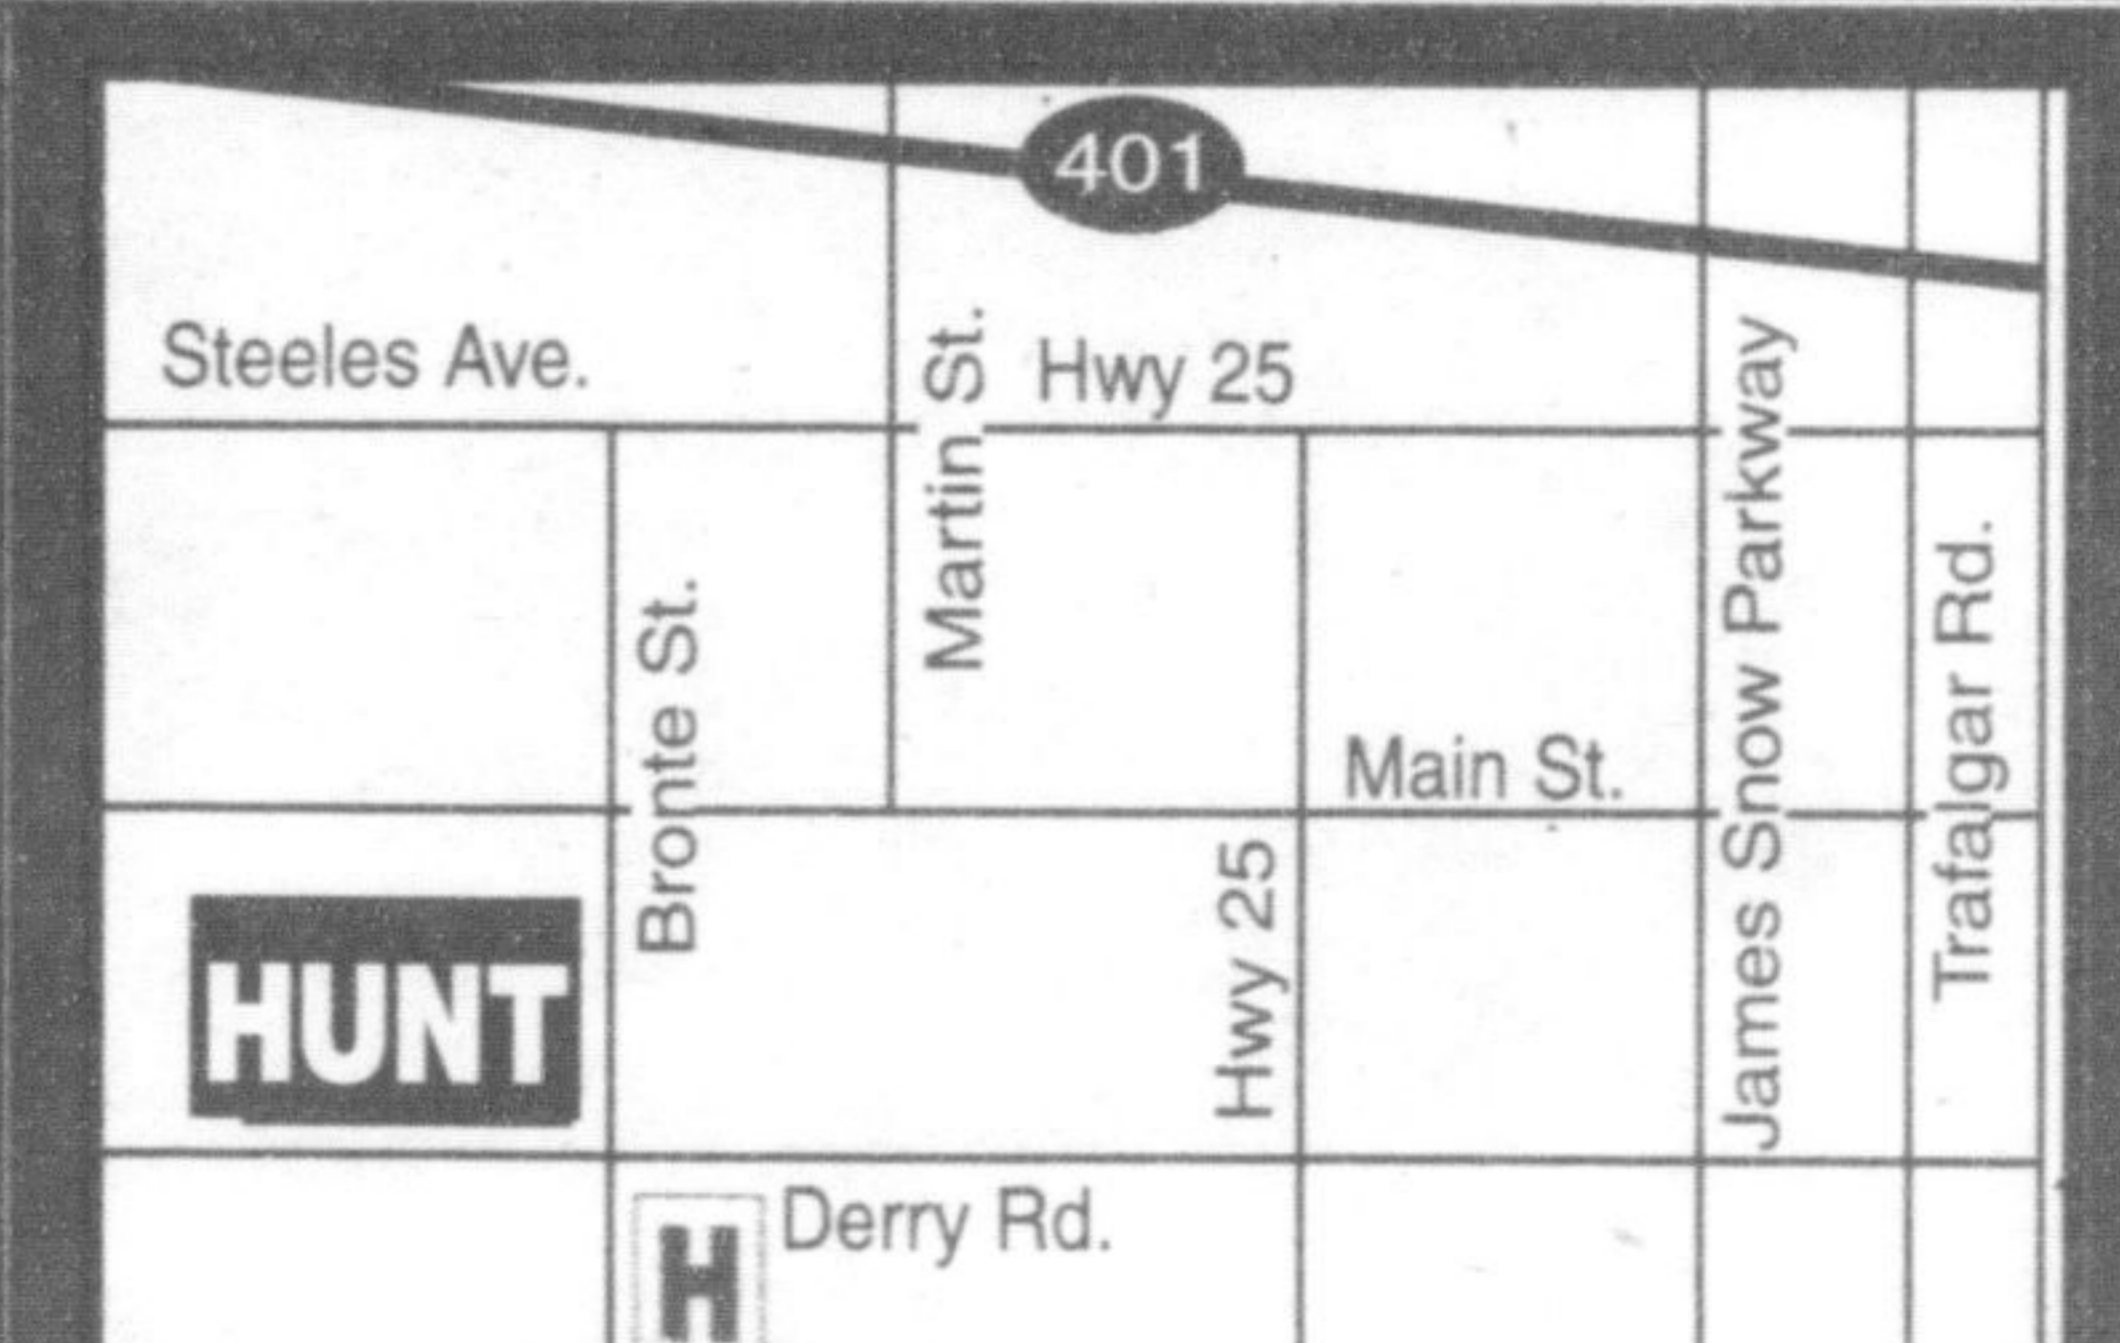 401
Steeles Ave.
Martin St.
Hwy 25
James Snow Parkway
Bronte St.
Trafalgar Rd.
Main St.
Hwy 25
HUNT
Derry Rd.
H